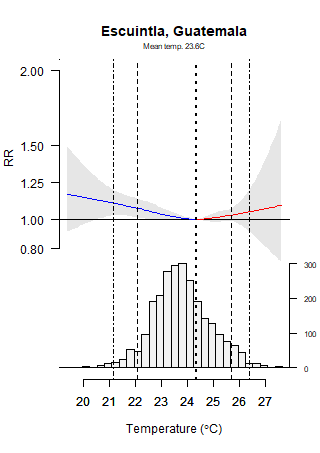 Escuintla, Guatemala
Mean temp. 23.6C
2.00
1.50
1.25
1.00
0.80
RR
300
200
100
0
20 21 22 23 24 25 26 27
Temperature (°C)